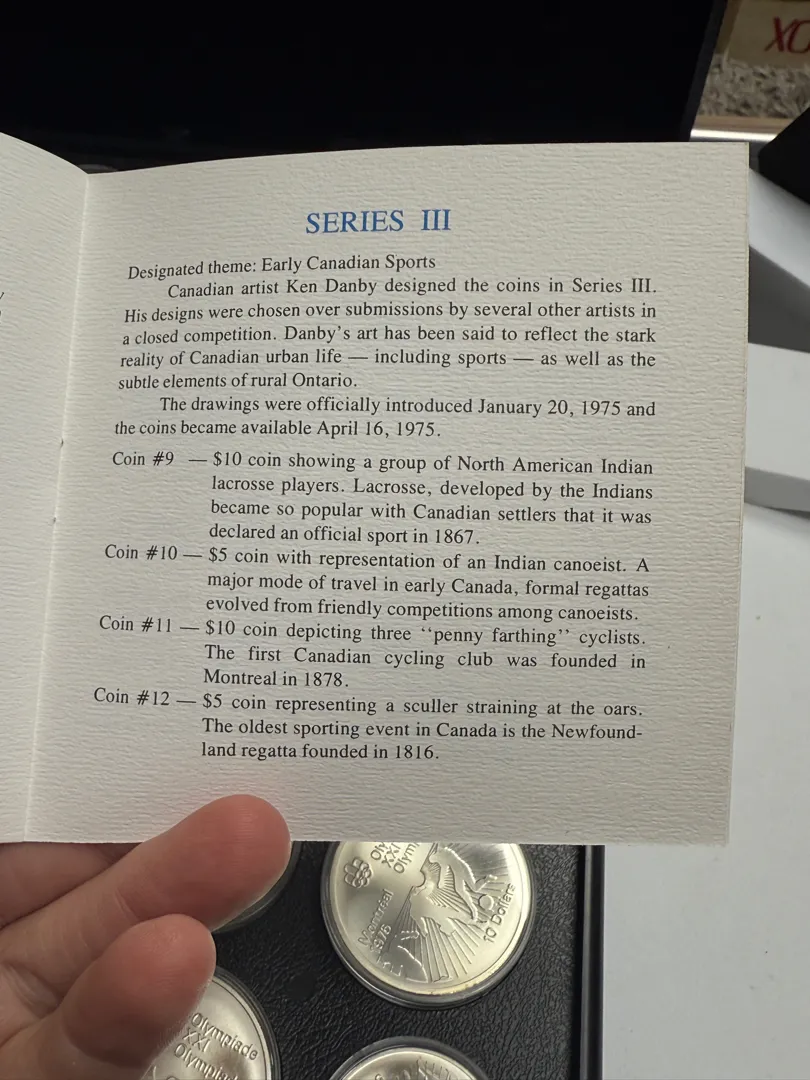 XO
SERIES III
Designated theme: Early Canadian Sports
Canadian artist Ken Danby designed the coins in Series III.
His designs were chosen over submissions by several other artists in
a closed competition. Danby's art has been said to reflect the stark
reality of Canadian urban life — including sports — as well as the
subtle elements of rural Ontario.
The drawings were officially introduced January 20, 1975 and
the coins became available April 16, 1975.
Coin #9 — $10 coin showing a group of North American Indian
lacrosse players. Lacrosse, developed by the Indians
became so popular with Canadian settlers that it was
declared an official sport in 1867.
Coin #10 — $5 coin with representation of an Indian canoeist. A
major mode of travel in early Canada, formal regattas
evolved from friendly competitions among canoeists.
Coin #11 — $10 coin depicting three “penny farthing” cyclists.
The first Canadian cycling club was founded in
Montreal in 1878.
Coin #12 — $5 coin representing a sculler straining at the oars.
The oldest sporting event in Canada is the Newfound-
land regatta founded in 1816.
XXI
Montréal
1976
10 Dollars
Olympiade
XXI